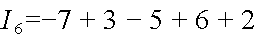 I₆=−7 + 3 − 5 + 6 + 2